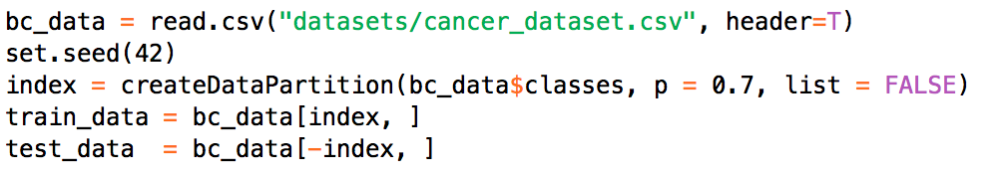 bc_data = read.csv("datasets/cancer_dataset.csv", header=T)
set.seed(42)
index = createDataPartition(bc_data$classes, p = 0.7, list = FALSE)
train_data = bc_data[index, ]
test_data  = bc_data[-index, ]